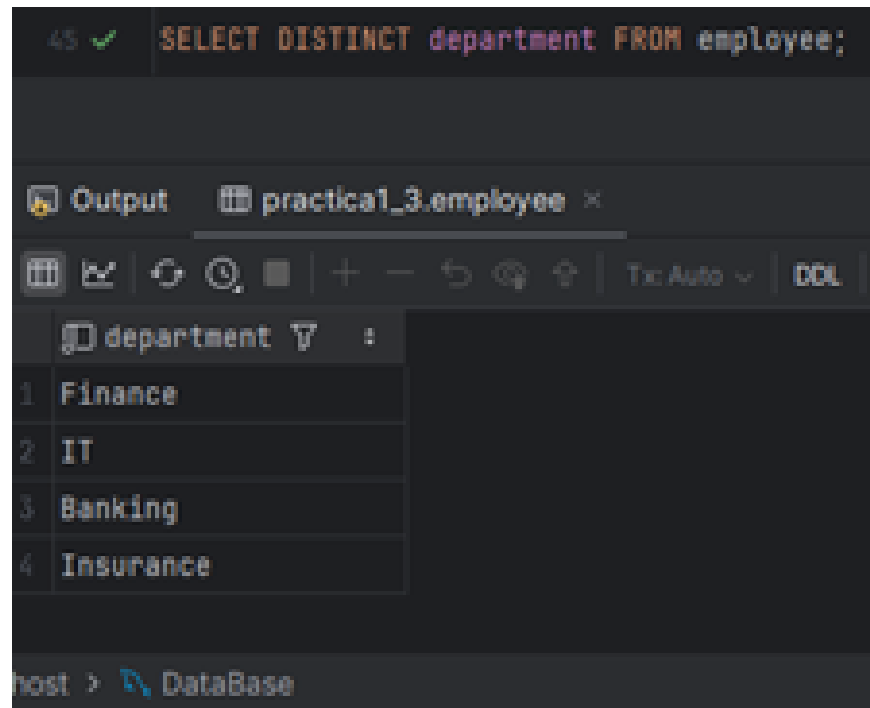 45 SELECT DISTINCT department FROM employee;
Output practica1_3.employee ×
Tx: Auto DDL
department
1 Finance
2 IT
3 Banking
4 Insurance
host > DataBase